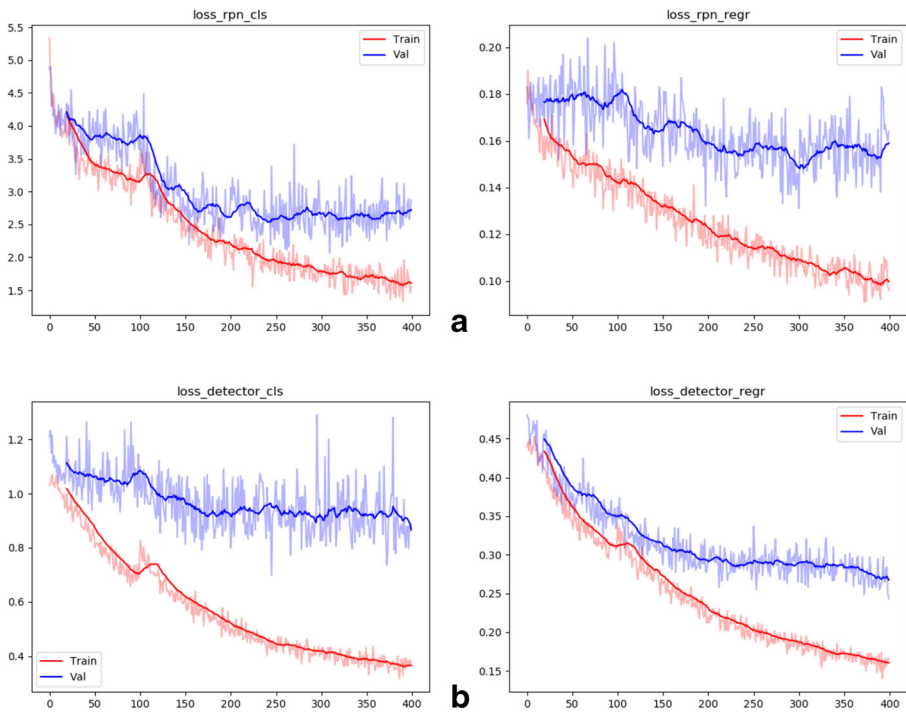 loss_rpn_cls
5.5
5.0
4.5
4.0
3.5
3.0
2.5
2.0
1.5
0 50 100 150 200 250 300 350 400
Train
Val
loss_rpn_regr
0.20
0.18
0.16
0.14
0.12
0.10
0 50 100 150 200 250 300 350 400
Train
Val
a
loss_detector_cls
1.2
1.0
0.8
0.6
0.4
0 50 100 150 200 250 300 350 400
Train
Val
loss_detector_regr
0.45
0.40
0.35
0.30
0.25
0.20
0.15
0 50 100 150 200 250 300 350 400
Train
Val
b